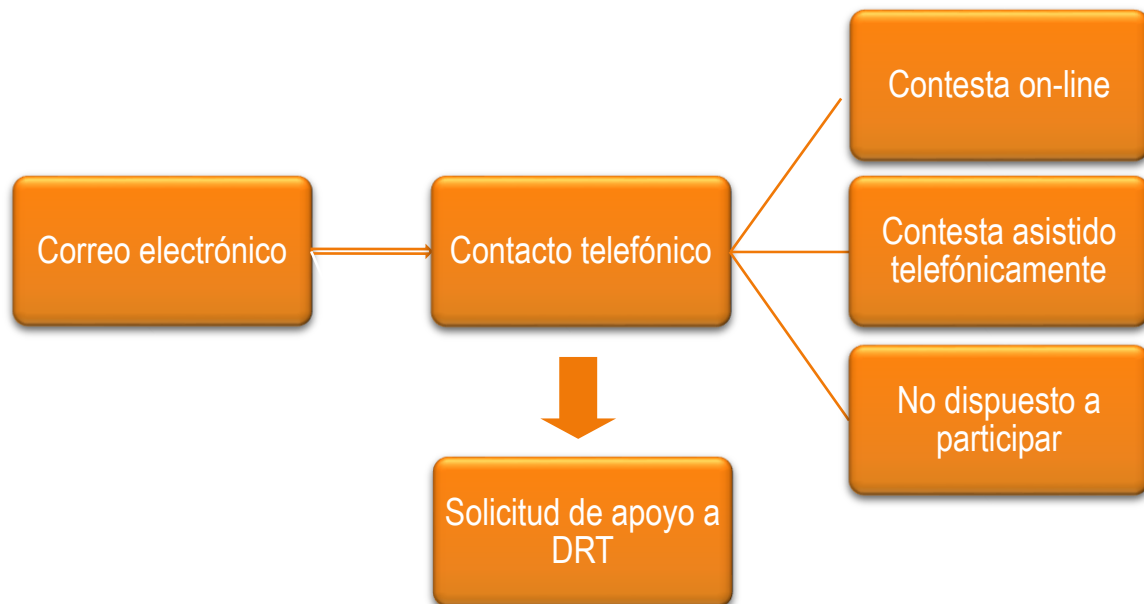 Correo electrónico
Contacto telefónico
Contesta on-line
Contesta asistido
telefónicamente
No dispuesto a
participar
Solicitud de apoyo a
DRT